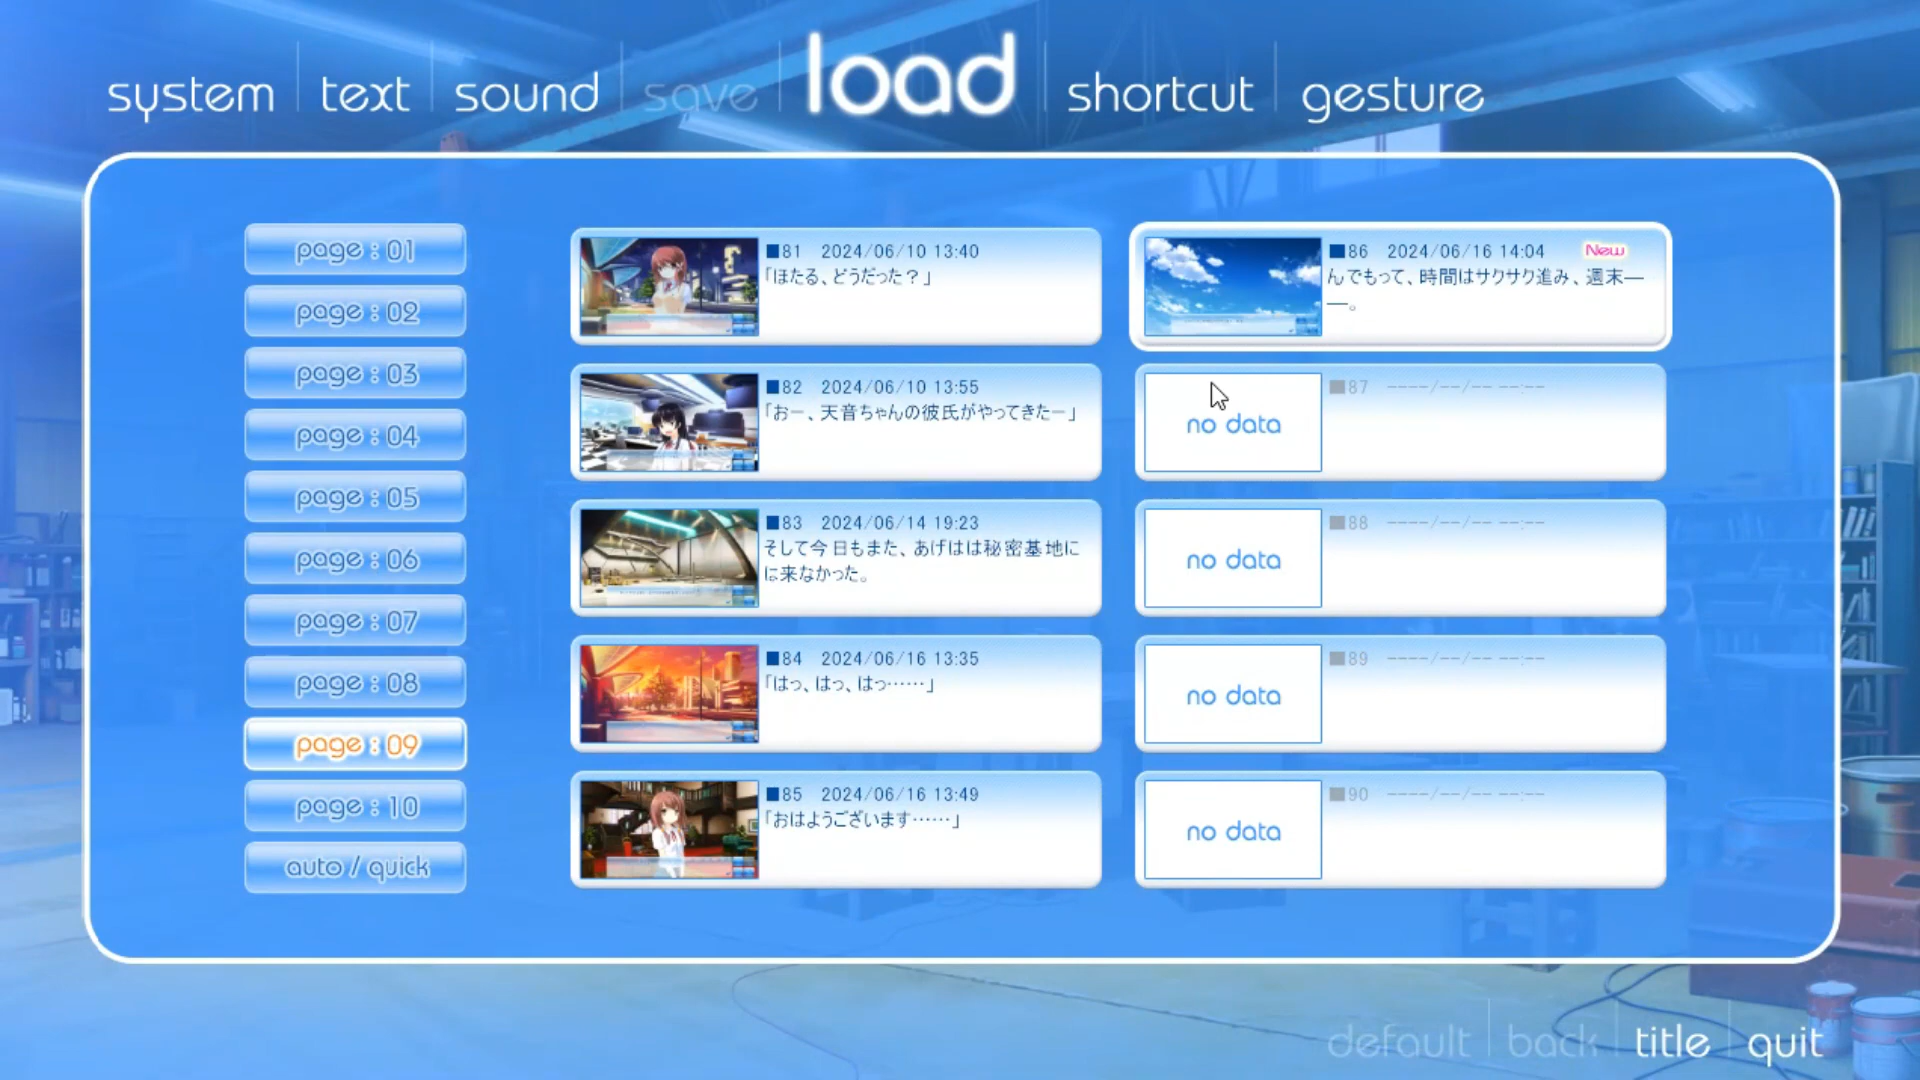 system
text
sound
save
load
shortcut
gesture
page : 01
page : 02
page : 03
page : 04
page : 05
page : 06
page : 07
page : 08
page : 09
page : 10
auto / quick
■81 2024/06/10 13:40
「ほたる、どうだった？」
■82 2024/06/10 13:55
「おー、天音ちゃんの彼氏がやってきたー」
■83 2024/06/14 19:23
そして今日もまた、あげはは秘密基地に
は来なかった。
■84 2024/06/16 13:35
「はっ、はっ、はっ……」
■85 2024/06/16 13:49
「おはようございます……」
■86 2024/06/16 14:04 New
んでもって、時間はサクサク進み、週末―
―。
■87 ----/--/-- --:--
no data
■88 ----/--/-- --:--
no data
■89 ----/--/-- --:--
no data
■90 ----/--/-- --:--
no data
default
back
title
quit